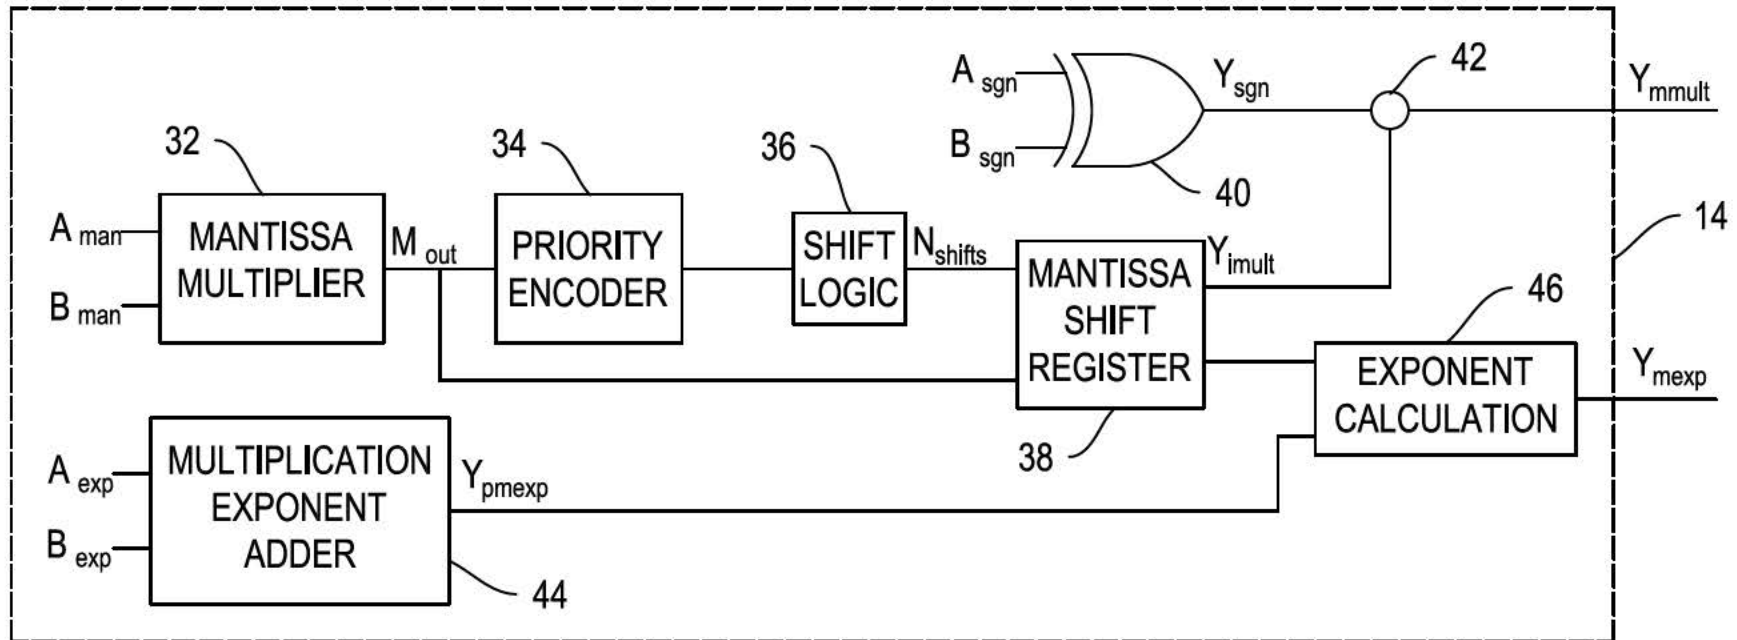 A sgn
B sgn
Y sgn
42
Y mmult
40
14
32
34
36
A man
B man
MANTISSA
MULTIPLIER
M out
PRIORITY
ENCODER
SHIFT
LOGIC
N shifts
MANTISSA
SHIFT
REGISTER
Y imult
38
46
EXPONENT
CALCULATION
Y mexp
A exp
B exp
MULTIPLICATION
EXPONENT
ADDER
Y pmexp
44